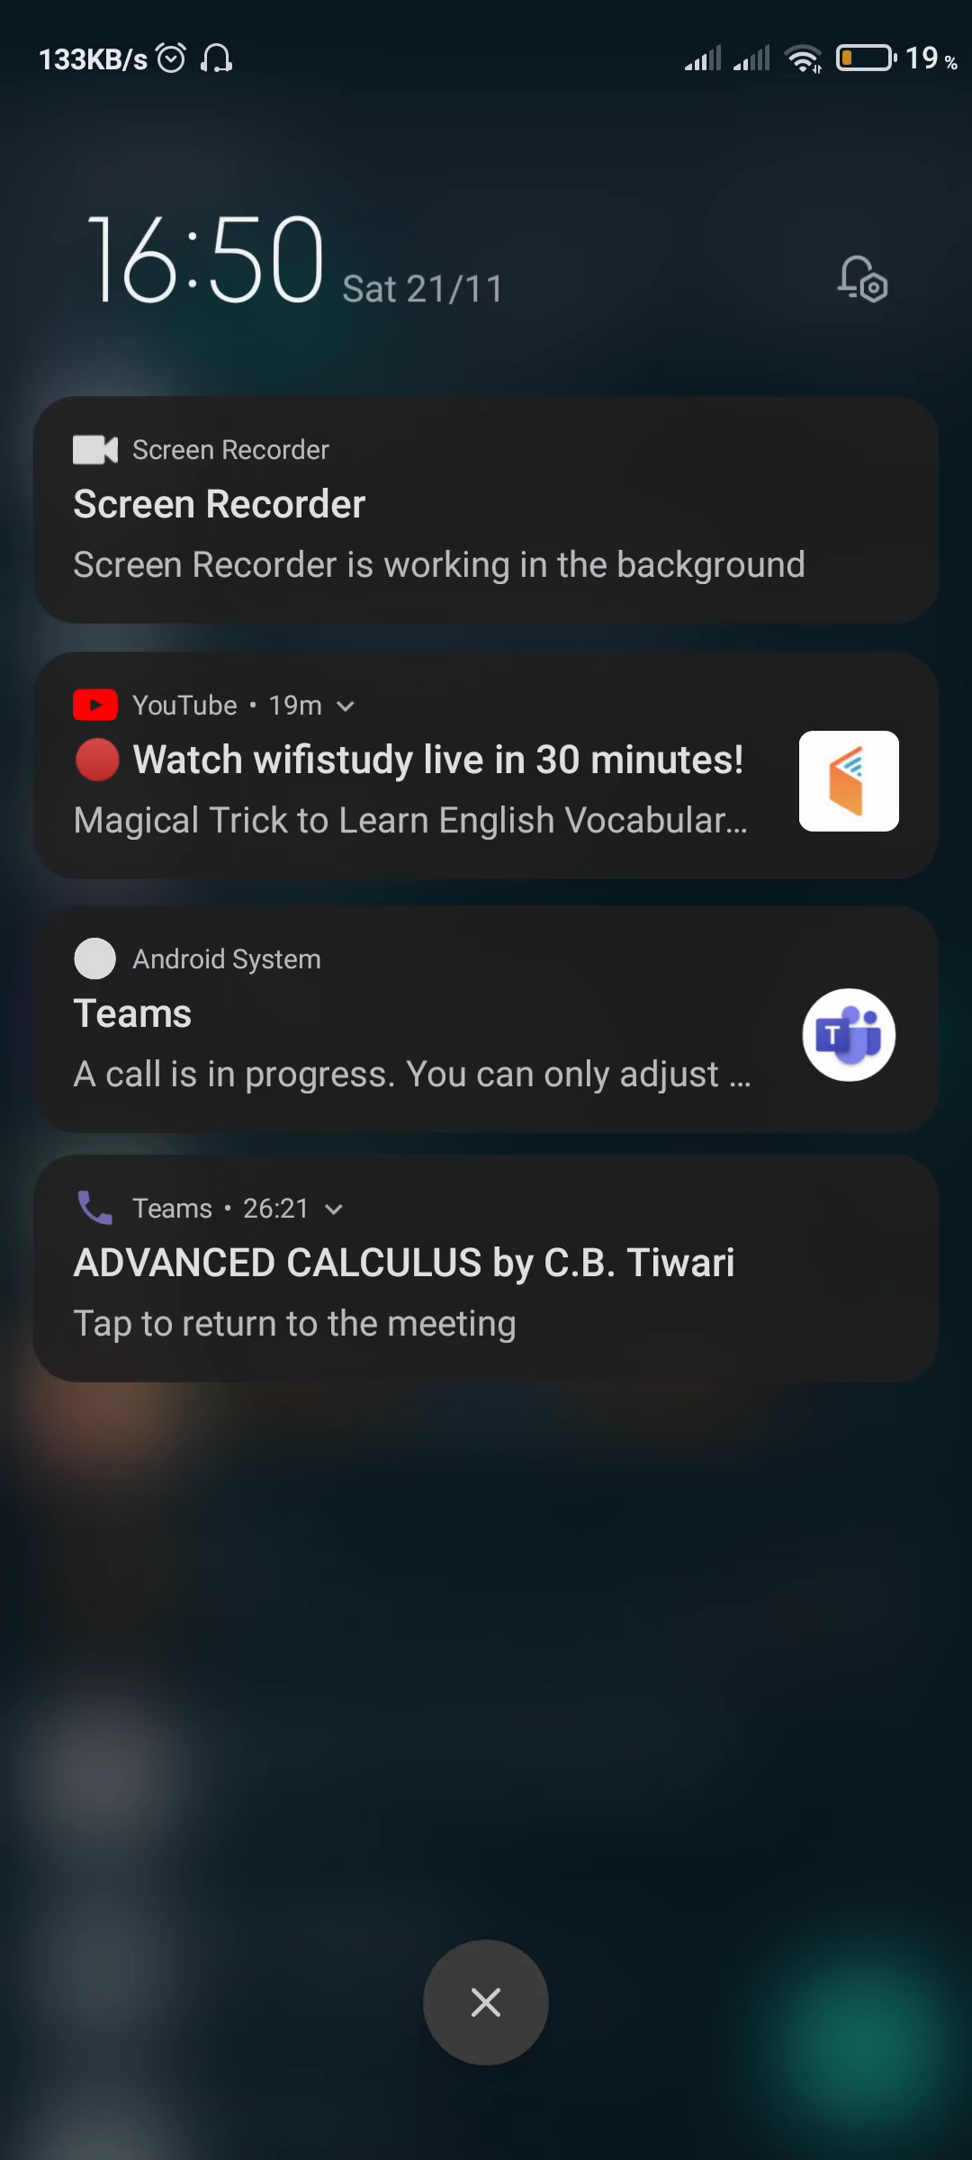 133KB/s 19 %
16:50 Sat 21/11
Screen Recorder
Screen Recorder
Screen Recorder is working in the background
YouTube • 19m
Watch wifistudy live in 30 minutes!
Magical Trick to Learn English Vocabular...
Android System
Teams
A call is in progress. You can only adjust ...
T
Teams • 26:21
ADVANCED CALCULUS by C.B. Tiwari
Tap to return to the meeting